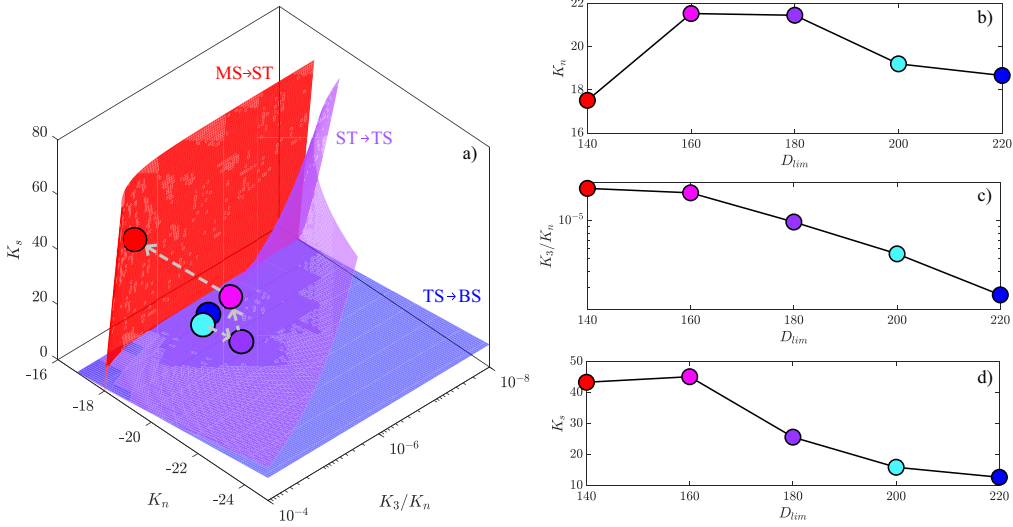 MS→ST
ST→TS
a)
TS→BS
80
60
40
20
0
K_s
-16
-18
-20
-22
-24
K_n
10^-4
10^-6
10^-8
K_3/K_n
b)
22
20
18
16
K_n
140 160 180 200 220
D_lim
c)
10^-5
K_3/K_n
140 160 180 200 220
D_lim
d)
50
40
30
20
10
K_s
140 160 180 200 220
D_lim